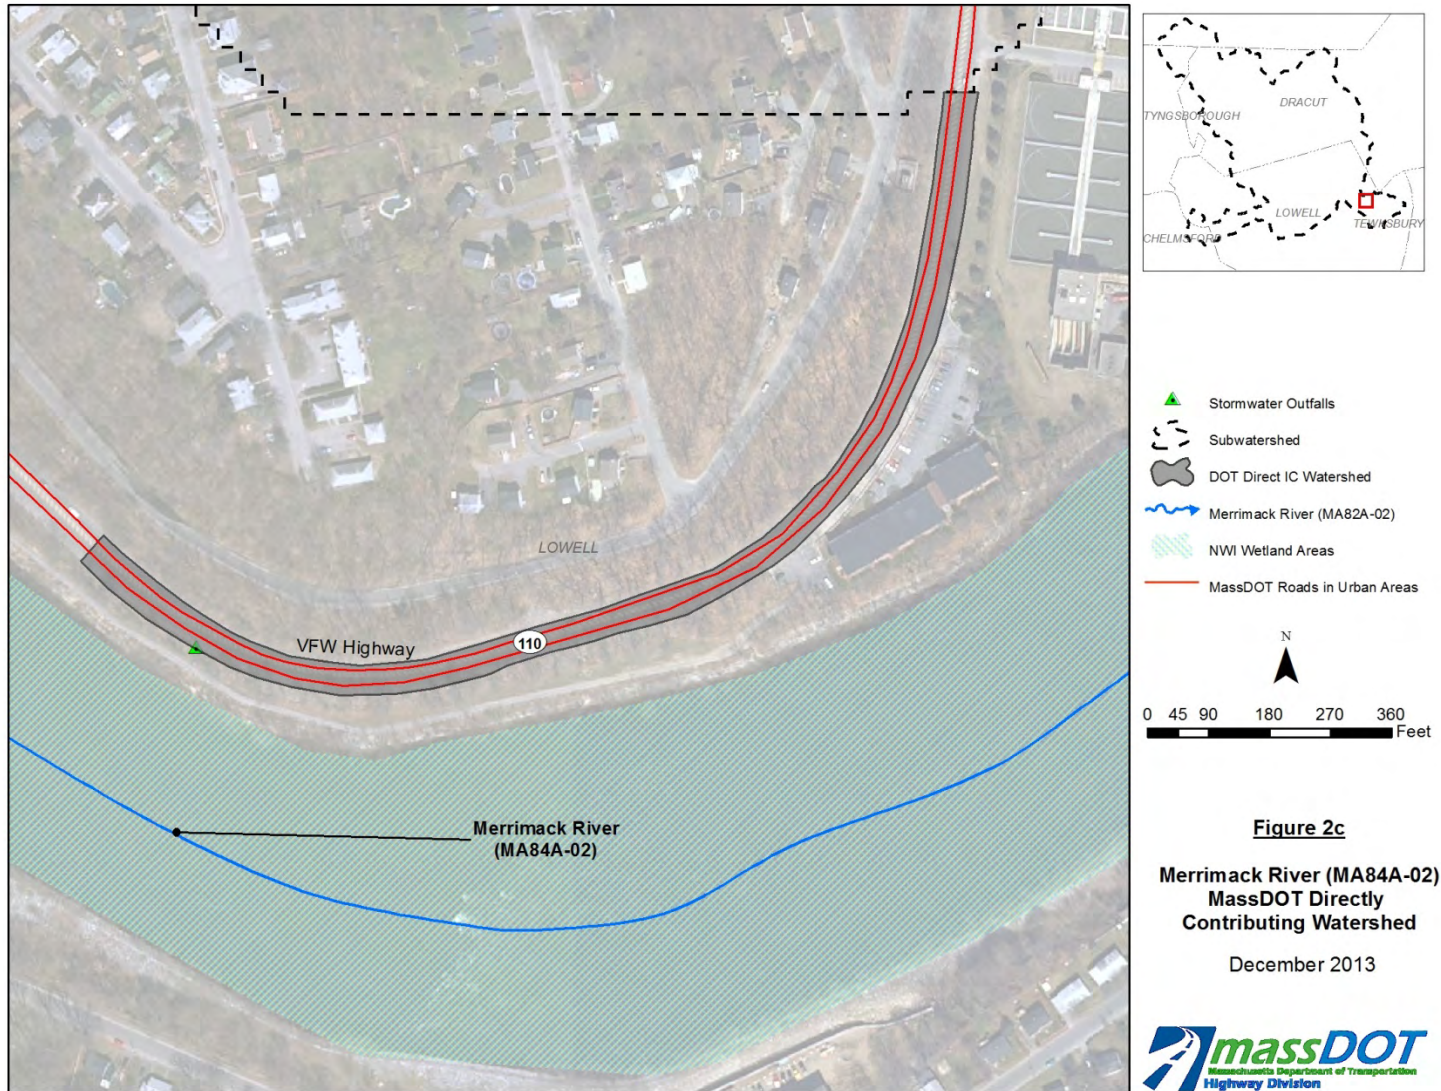 LOWELL
VFW Highway
110
Merrimack River
(MA84A-02)
DRACUT
TYNGSBOROUGH
LOWELL
TEWKSBURY
CHELMSFORD
Stormwater Outfalls
Subwatershed
DOT Direct IC Watershed
Merrimack River (MA82A-02)
NWI Wetland Areas
MassDOT Roads in Urban Areas
N
0 45 90 180 270 360
Feet
Figure 2c
Merrimack River (MA84A-02)
MassDOT Directly
Contributing Watershed
December 2013
massDOT
Massachusetts Department of Transportation
Highway Division